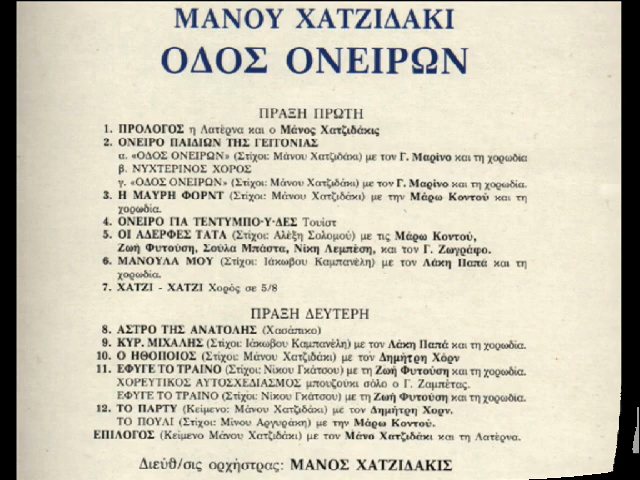 ΜΑΝΟΥ ΧΑΤΖΙΔΑΚΙ
ΟΔΟΣ ΟΝΕΙΡΩΝ
ΠΡΑΞΗ ΠΡΩΤΗ
1. ΠΡΟΛΟΓΟΣ η Λατέρνα και ο Μάνος Χατζιδάκις
2. ΟΝΕΙΡΟ ΠΑΙΔΙΩΝ ΤΗΣ ΓΕΙΤΟΝΙΑΣ
α. «ΟΔΟΣ ΟΝΕΙΡΩΝ» (Στίχοι: Μάνου Χατζιδάκι) με τον Γ. Μαρίνο και τη χορωδία
β. ΝΥΧΤΕΡΙΝΟΣ ΧΟΡΟΣ
γ. «ΟΔΟΣ ΟΝΕΙΡΩΝ» (Στίχοι: Μάνου Χατζιδάκι) με τον Γ. Μαρίνο και τη χορωδία.
3. Η ΜΑΥΡΗ ΦΟΡΝΤ (Στίχοι: Μάνου Χατζιδάκι) με την Μάρω Κοντού και τη
χορωδία.
4. ΟΝΕΙΡΟ ΓΙΑ ΤΕΝΤΥΜΠΟ·Υ·ΔΕΣ Τουίστ
5. ΟΙ ΑΔΕΡΦΕΣ ΤΑΤΑ (Στίχοι: Αλέξη Σολομού) με τις Μάρω Κοντού,
Ζωή Φυτούση, Σούλα Μπάστα, Νίκη Λεμπέση, και τον Γ. Ζωγράφο.
6. ΜΑΝΟΥΛΑ ΜΟΥ (Στίχοι: Ιάκωβου Καμπανέλη) με τον Λάκη Παπά και τη
χορωδία.
7. ΧΑΤΖΙ - ΧΑΤΖΙ Χορός σε 5/8
ΠΡΑΞΗ ΔΕΥΤΕΡΗ
8. ΑΣΤΡΟ ΤΗΣ ΑΝΑΤΟΛΗΣ (Χασάπικο)
9. ΚΥΡ. ΜΙΧΑΛΗΣ (Στίχοι: Ιάκωβου Καμπανέλη) με τον Λάκη Παπά και τη χορωδία.
10. Ο ΗΘΟΠΟΙΟΣ (Στίχοι: Μάνου Χατζιδάκι) με τον Δημήτρη Χόρν
11. ΕΦΥΓΕ ΤΟ ΤΡΑΙΝΟ (Στίχοι: Νίκου Γκάτσου) με τη Ζωή Φυτούση και τη χορωδία.
ΧΟΡΕΥΤΙΚΟΣ ΑΥΤΟΣΧΕΔΙΑΣΜΟΣ μπουζούκι σόλο ο Γ. Ζαμπέτας.
ΕΦΥΓΕ ΤΟ ΤΡΑΙΝΟ (Στίχοι: Νίκου Γκάτσου) με τη Ζωή Φυτούση και τη χορωδία.
12. ΤΟ ΠΑΡΤΥ (Κείμενο: Μάνου Χατζιδάκι) με τον Δημήτρη Χορν.
ΤΟ ΠΟΥΛΙ (Στίχοι: Μίνου Αργυράκη) με την Μάρω Κοντού.
ΕΠΙΛΟΓΟΣ (Κείμενο Μάνου Χατζιδάκι) με τον Μάνο Χατζιδάκι και τη Λατέρνα.
Διευθ/σις ορχήστρας: ΜΑΝΟΣ ΧΑΤΖΙΔΑΚΙΣ